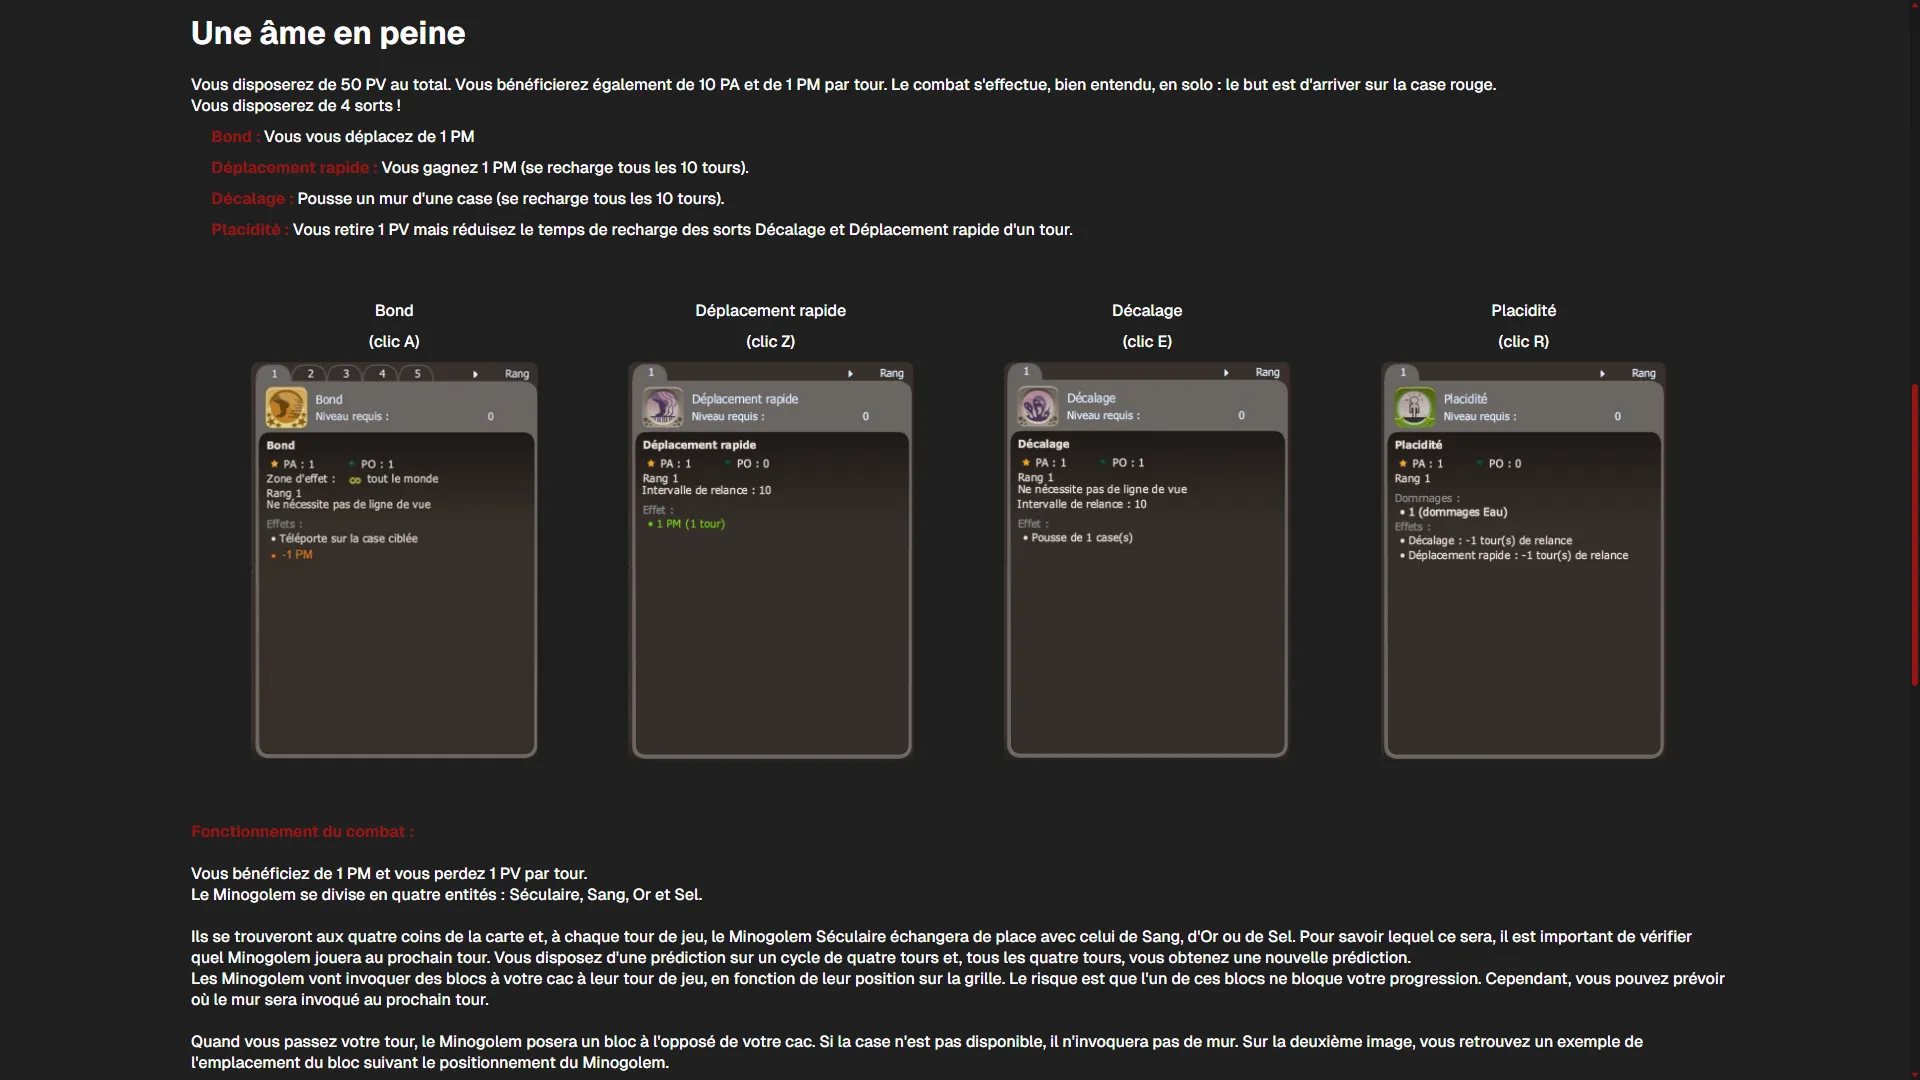 Une âme en peine
Vous disposerez de 50 PV au total. Vous bénéficierez également de 10 PA et de 1 PM par tour. Le combat s'effectue, bien entendu, en solo : le but est d'arriver sur la case rouge.
Vous disposerez de 4 sorts !
Bond : Vous vous déplacez de 1 PM
Déplacement rapide : Vous gagnez 1 PM (se recharge tous les 10 tours).
Décalage : Pousse un mur d'une case (se recharge tous les 10 tours).
Placidité : Vous retire 1 PV mais réduisez le temps de recharge des sorts Décalage et Déplacement rapide d'un tour.
Bond
(clic A)
1 2 3 4 5 Rang
Bond
Niveau requis : 0
Bond
PA : 1 PO : 1
Zone d'effet : ∞ tout le monde
Rang 1
Ne nécessite pas de ligne de vue
Effets :
• Téléporte sur la case ciblée
• -1 PM
Déplacement rapide
(clic Z)
1 Rang
Déplacement rapide
Niveau requis : 0
Déplacement rapide
PA : 1 PO : 0
Rang 1
Intervalle de relance : 10
Effet :
• 1 PM (1 tour)
Décalage
(clic E)
1 Rang
Décalage
Niveau requis : 0
Décalage
PA : 1 PO : 1
Rang 1
Ne nécessite pas de ligne de vue
Intervalle de relance : 10
Effet :
• Pousse de 1 case(s)
Placidité
(clic R)
1 Rang
Placidité
Niveau requis : 0
Placidité
PA : 1 PO : 0
Rang 1
Dommages :
• 1 (dommages Eau)
Effets :
• Décalage : -1 tour(s) de relance
• Déplacement rapide : -1 tour(s) de relance
Fonctionnement du combat :
Vous bénéficiez de 1 PM et vous perdez 1 PV par tour.
Le Minogolem se divise en quatre entités : Séculaire, Sang, Or et Sel.
Ils se trouveront aux quatre coins de la carte et, à chaque tour de jeu, le Minogolem Séculaire échangera de place avec celui de Sang, d'Or ou de Sel. Pour savoir lequel ce sera, il est important de vérifier
quel Minogolem jouera au prochain tour. Vous disposez d'une prédiction sur un cycle de quatre tours et, tous les quatre tours, vous obtenez une nouvelle prédiction.
Les Minogolem vont invoquer des blocs à votre cac à leur tour de jeu, en fonction de leur position sur la grille. Le risque est que l'un de ces blocs ne bloque votre progression. Cependant, vous pouvez prévoir
où le mur sera invoqué au prochain tour.
Quand vous passez votre tour, le Minogolem posera un bloc à l'opposé de votre cac. Si la case n'est pas disponible, il n'invoquera pas de mur. Sur la deuxième image, vous retrouvez un exemple de
l'emplacement du bloc suivant le positionnement du Minogolem.